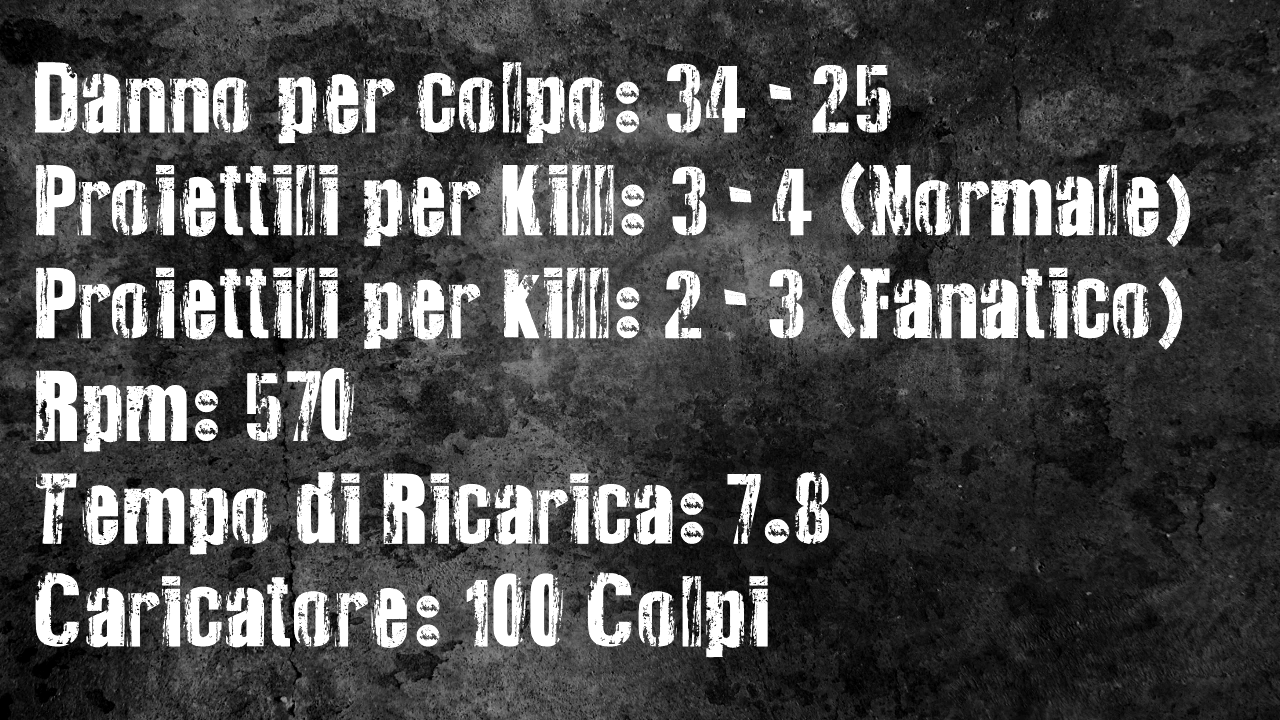 Danno per colpo: 34 - 25
Proiettili per Kill: 3 - 4 (Normale)
Proiettili per Kill: 2 - 3 (Fanatico)
Rpm: 570
Tempo di Ricarica: 7.8
Caricatore: 100 Colpi